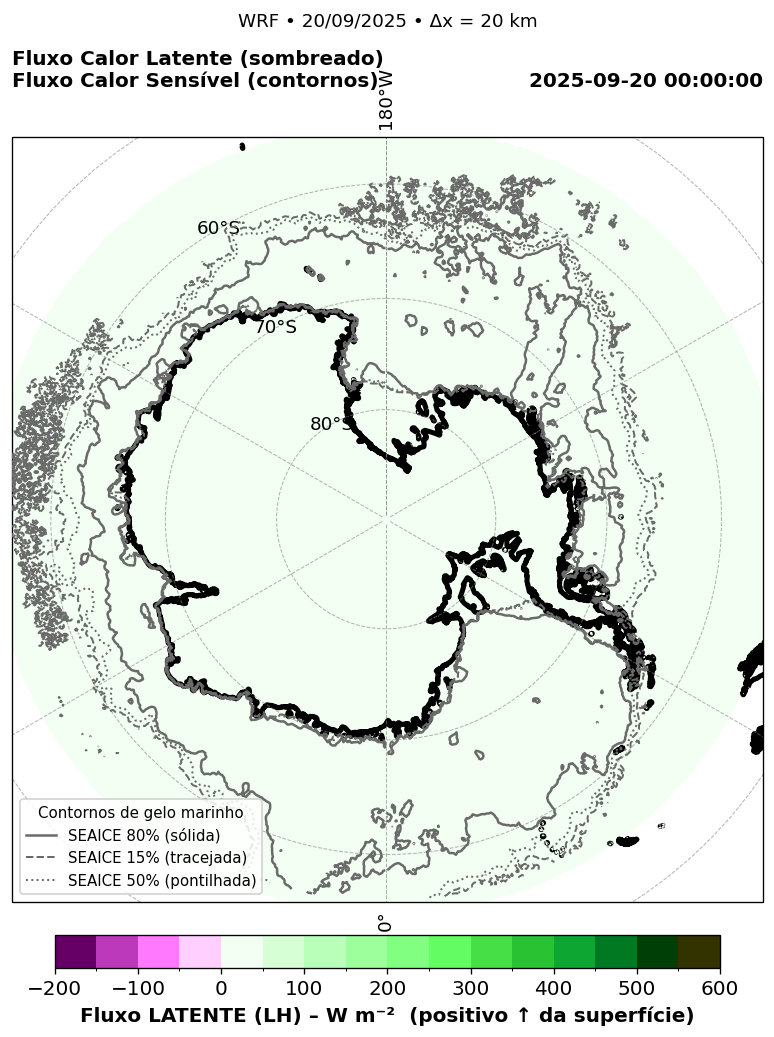 WRF • 20/09/2025 • Δx = 20 km
Fluxo Calor Latente (sombreado)
Fluxo Calor Sensível (contornos)
2025-09-20 00:00:00
180°W
60°S
70°S
80°S
Contornos de gelo marinho
SEAICE 80% (sólida)
SEAICE 15% (tracejada)
SEAICE 50% (pontilhada)
0°
−200 −100 0 100 200 300 400 500 600
Fluxo LATENTE (LH) – W m⁻² (positivo ↑ da superfície)